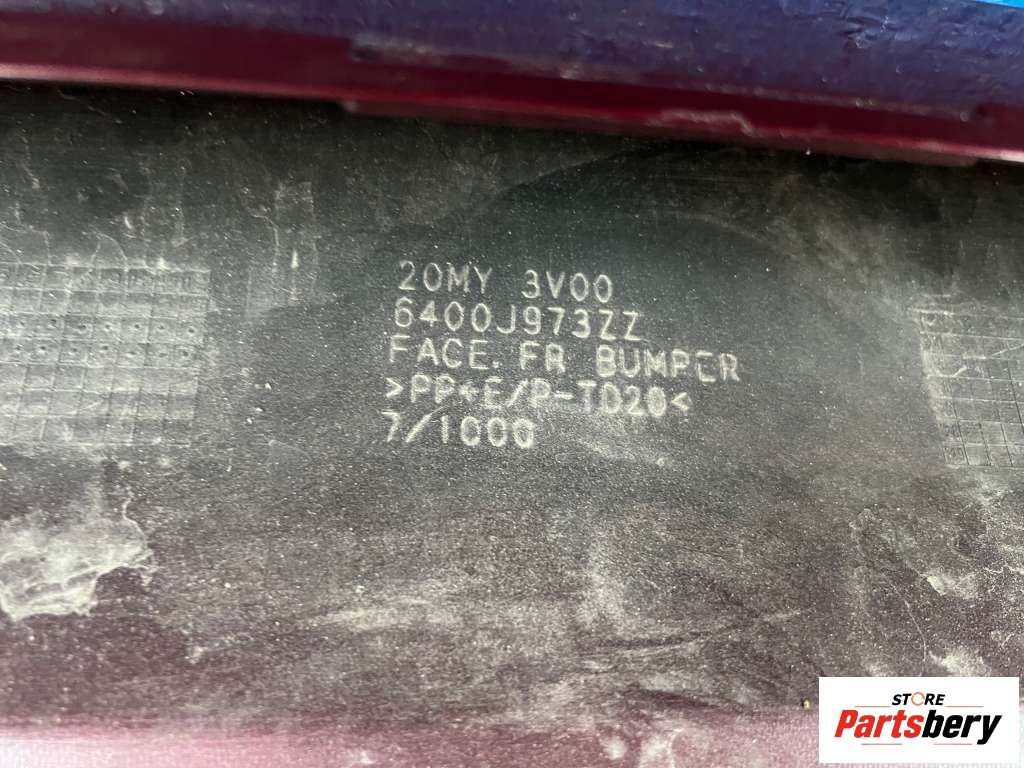 20MY 3V00
6400J973ZZ
FACE, FR BUMPER
>PP+E/P-TD20<
7/1000
STORE
Partsbery